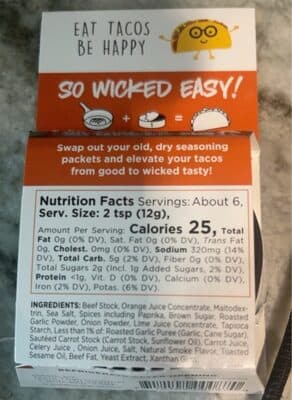 EAT TACOS
BE HAPPY
SO WICKED EASY!
Swap out your old, dry seasoning
packets and elevate your tacos
from good to wicked tasty!
Nutrition Facts Servings: About 6,
Serv. Size: 2 tsp (12g),
Amount Per Serving: Calories 25, Total
Fat 0g (0% DV), Sat. Fat 0g (0% DV), Trans Fat
0g, Cholest. 0mg (0% DV), Sodium 320mg (14%
DV), Total Carb. 5g (2% DV), Fiber 0g (0% DV),
Total Sugars 2g (Incl. 1g Added Sugars, 2% DV),
Protein <1g, Vit. D (0% DV), Calcium (0% DV),
Iron (2% DV), Potas. (6% DV)
INGREDIENTS: Beef Stock, Orange Juice Concentrate, Maltodex-
trin, Sea Salt, Spices including Paprika, Brown Sugar. Roasted
Garlic Powder, Onion Powder, Lime Juice Concentrate, Tapioca
Starch, Less than 1% of: Roasted Garlic Puree (Garlic, Cane Sugar)
Sautéed Carrot Stock (Carrot Stock, Sunflower Oil), Carrot Juice,
Celery Juice, Onion Juice, Salt, Natural Smoke Flavor, Toasted
Sesame Oil, Beef Fat, Yeast Extract, Xanthan